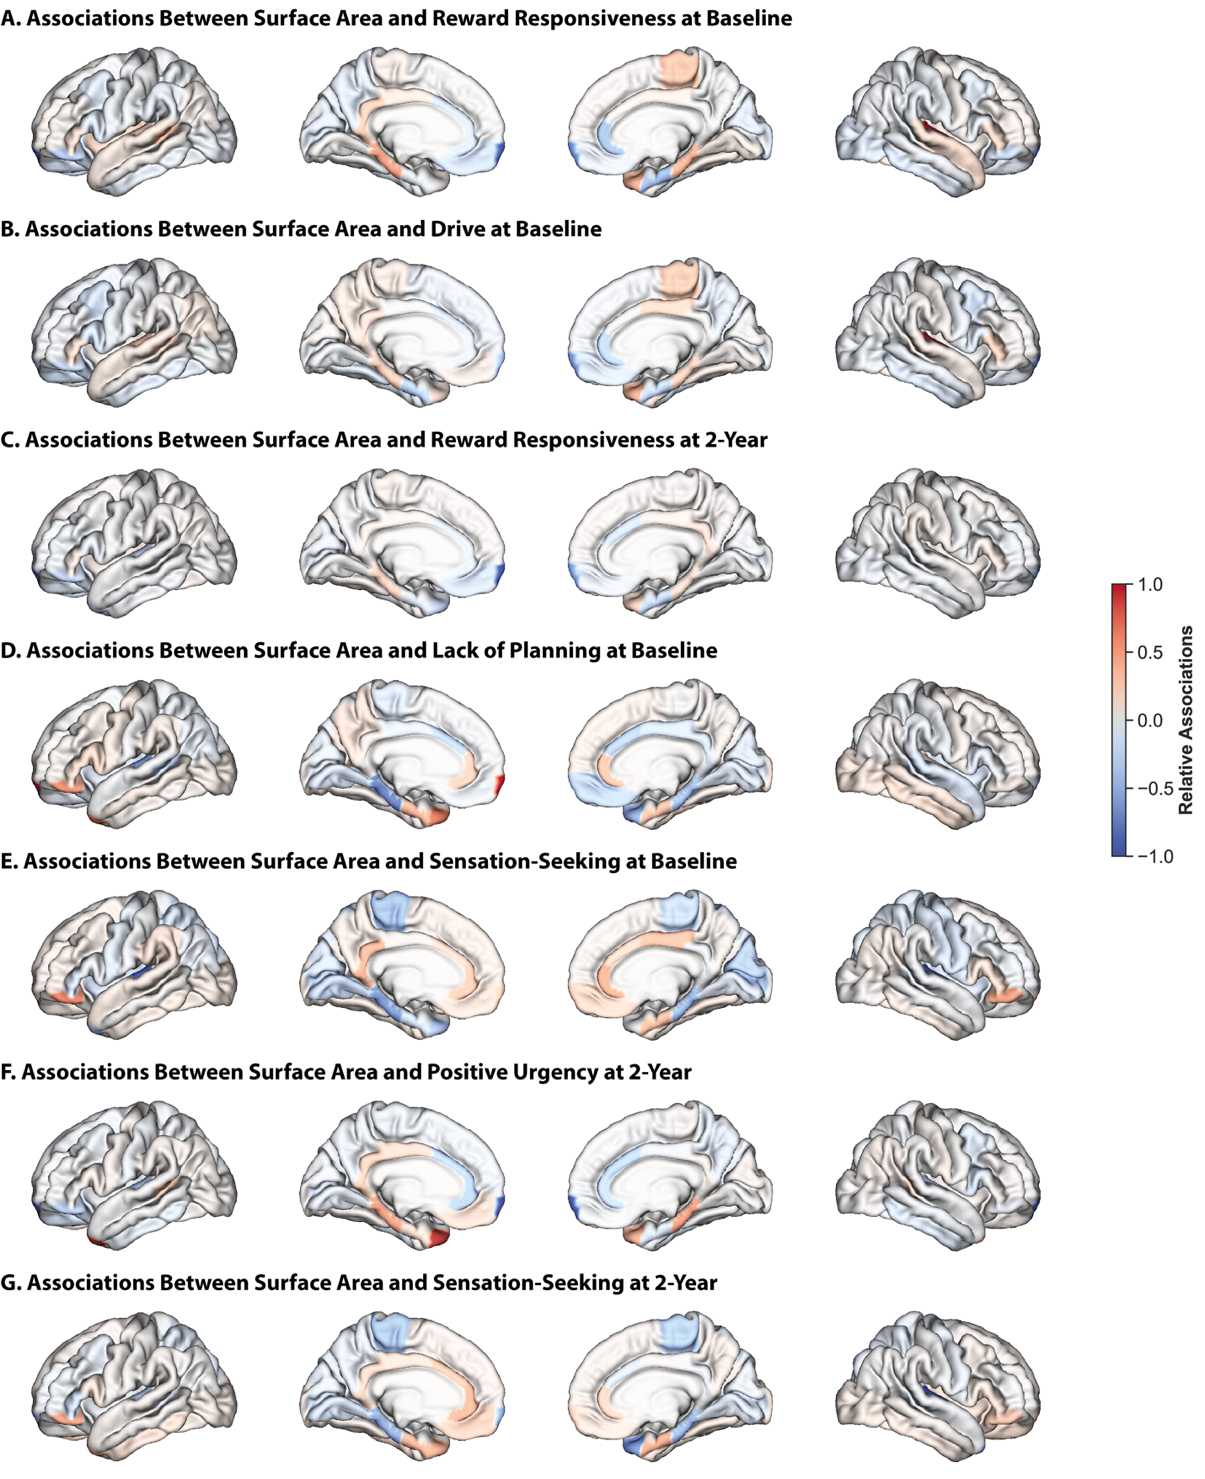 A. Associations Between Surface Area and Reward Responsiveness at Baseline
B. Associations Between Surface Area and Drive at Baseline
C. Associations Between Surface Area and Reward Responsiveness at 2-Year
D. Associations Between Surface Area and Lack of Planning at Baseline
E. Associations Between Surface Area and Sensation-Seeking at Baseline
F. Associations Between Surface Area and Positive Urgency at 2-Year
G. Associations Between Surface Area and Sensation-Seeking at 2-Year
1.0
0.5
0.0
−0.5
−1.0
Relative Associations